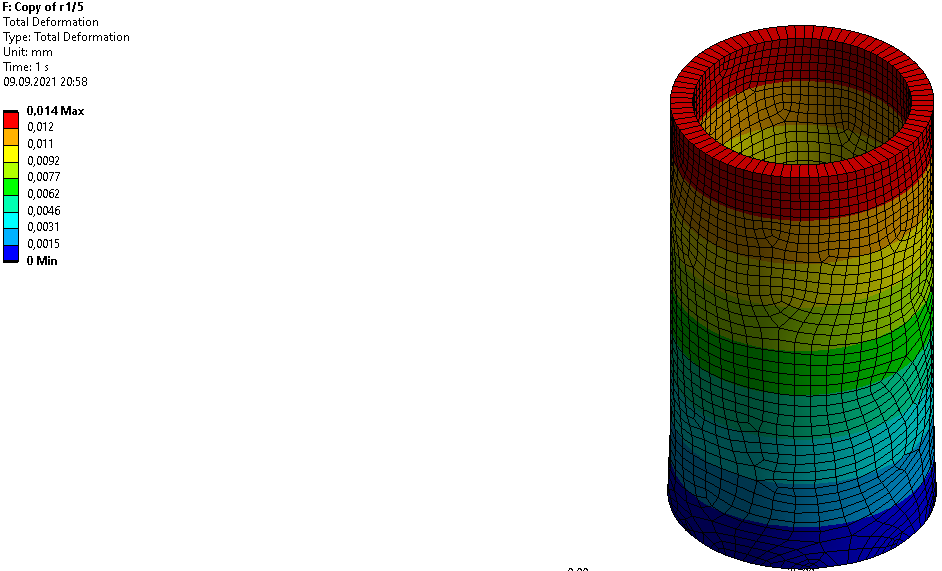 F: Copy of r1/5
Total Deformation
Type: Total Deformation
Unit: mm
Time: 1 s
09.09.2021 20:58
0,014 Max
0,012
0,011
0,0092
0,0077
0,0062
0,0046
0,0031
0,0015
0 Min